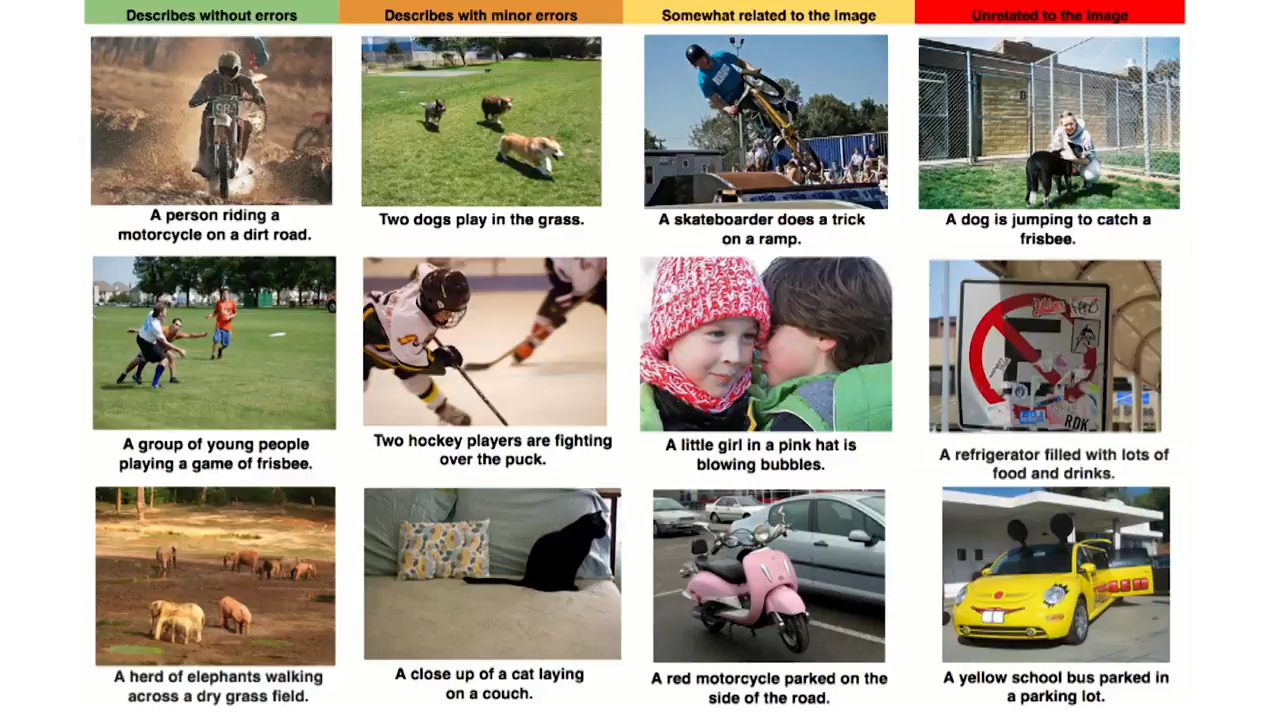 Describes without errors
Describes with minor errors
Somewhat related to the image
Unrelated to the image
A person riding a
motorcycle on a dirt road.
Two dogs play in the grass.
A skateboarder does a trick
on a ramp.
A dog is jumping to catch a
frisbee.
A group of young people
playing a game of frisbee.
Two hockey players are fighting
over the puck.
A little girl in a pink hat is
blowing bubbles.
RDK
A refrigerator filled with lots of
food and drinks.
A herd of elephants walking
across a dry grass field.
A close up of a cat laying
on a couch.
A red motorcycle parked on the
side of the road.
A yellow school bus parked in
a parking lot.